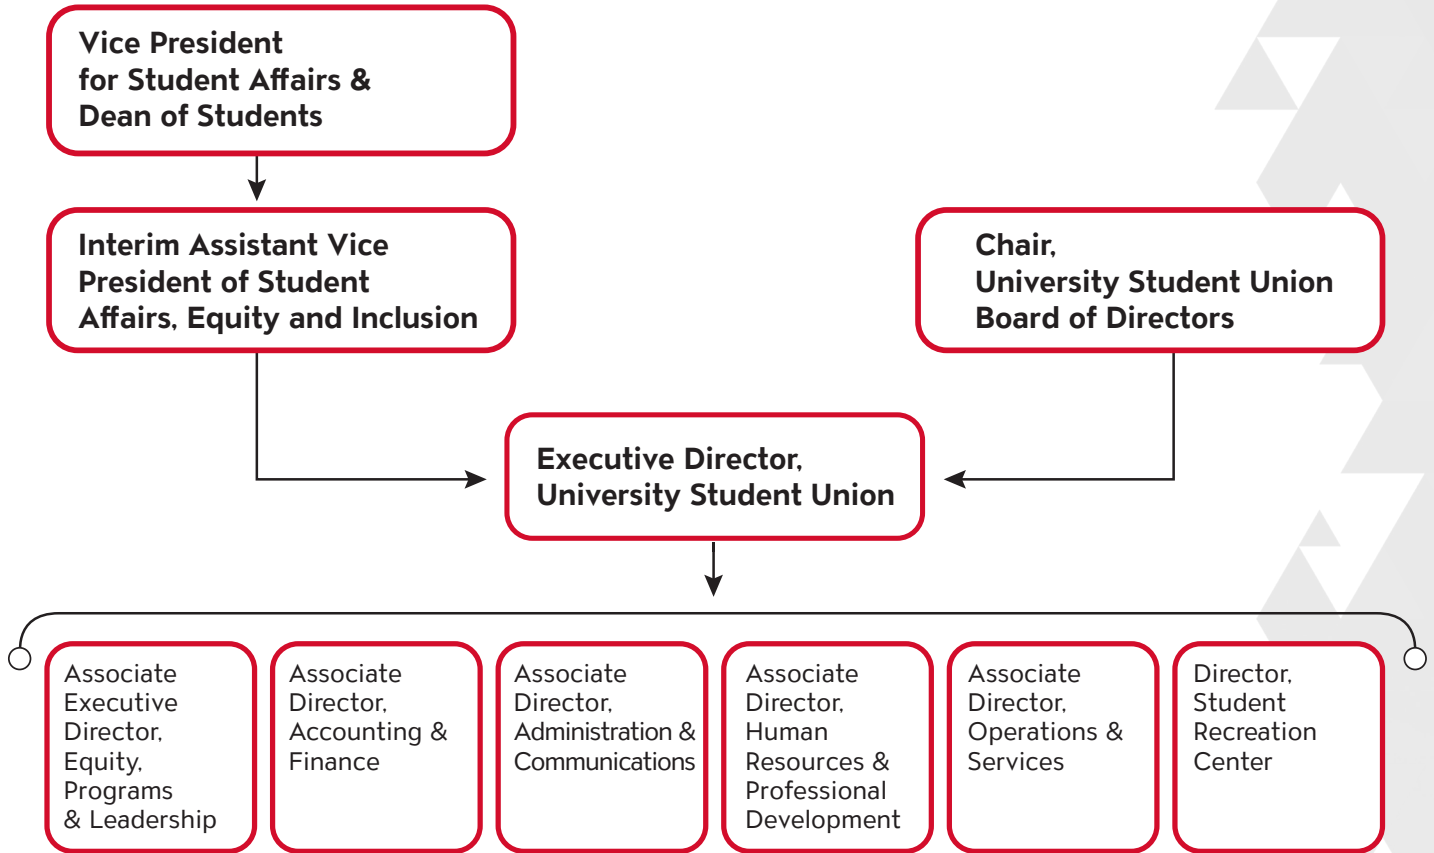 Vice President
for Student Affairs &
Dean of Students
Interim Assistant Vice
President of Student
Affairs, Equity and Inclusion
Chair,
University Student Union
Board of Directors
Executive Director,
University Student Union
Associate
Executive
Director,
Equity,
Programs
& Leadership
Associate
Director,
Accounting &
Finance
Associate
Director,
Administration &
Communications
Associate
Director,
Human
Resources &
Professional
Development
Associate
Director,
Operations &
Services
Director,
Student
Recreation
Center